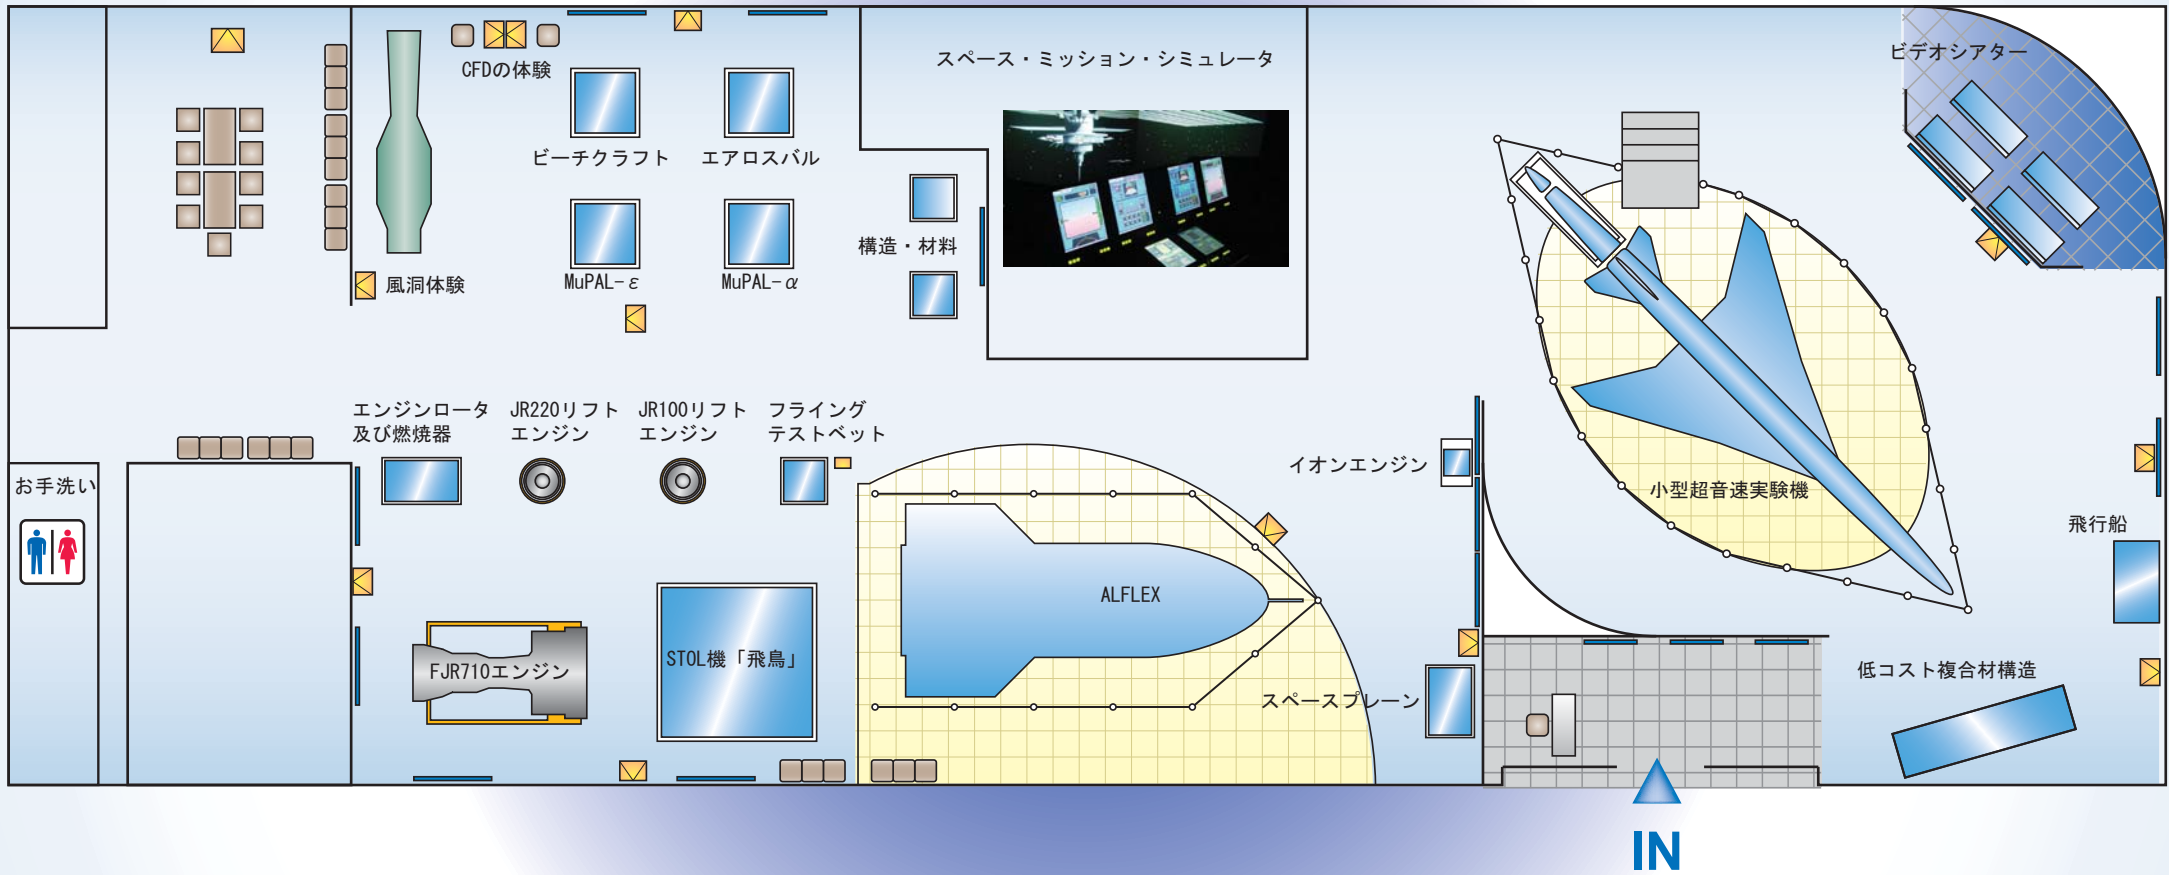 スペース・ミッション・シミュレータ
ビデオシアター
CFDの体験
ビーチクラフト
エアロスバル
構造・材料
風洞体験
MuPAL-ε
MuPAL-α
エンジンロータ
及び燃焼器
JR220リフト
エンジン
JR100リフト
エンジン
フライング
テストベット
イオンエンジン
お手洗い
小型超音速実験機
飛行船
ALFLEX
FJR710エンジン
STOL機「飛鳥」
スペースプレーン
低コスト複合材構造
IN